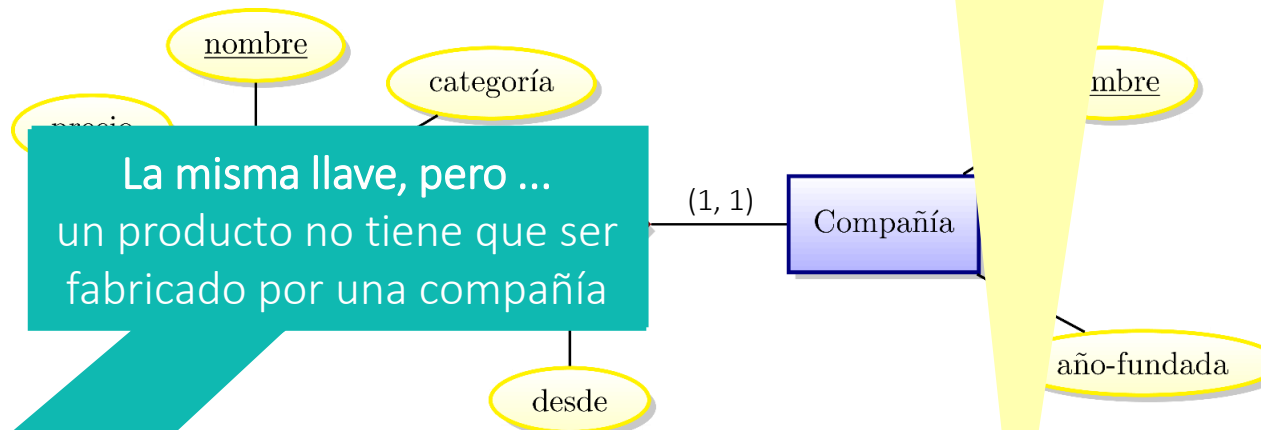 nombre
categoría
mbre
precio
La misma llave, pero ...
un producto no tiene que ser
fabricado por una compañía
(1, 1)
Compañía
año-fundada
desde